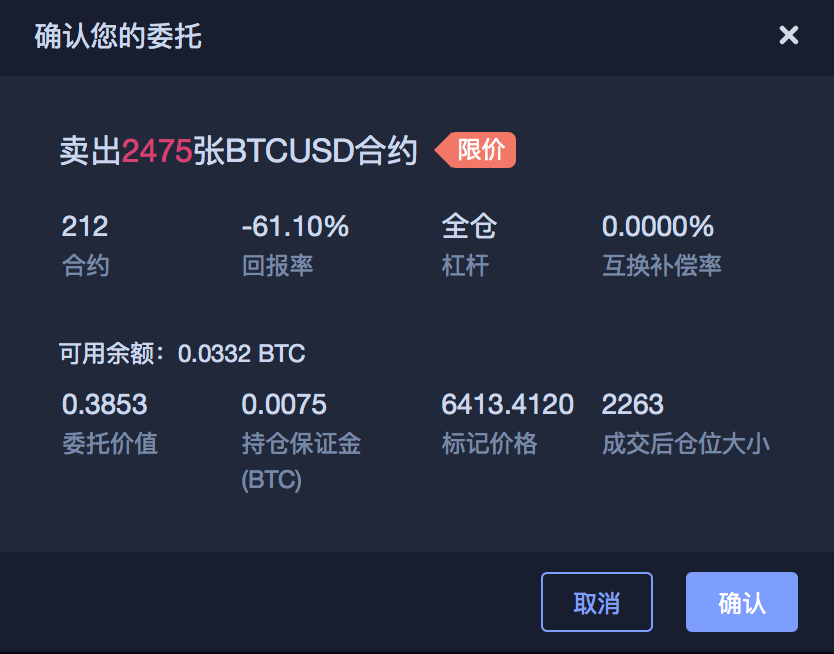 确认您的委托
卖出2475张BTCUSD合约 限价
212 -61.10% 全仓 0.0000%
合约 回报率 杠杆 互换补偿率
可用余额：0.0332 BTC
0.3853 0.0075 6413.4120 2263
委托价值 持仓保证金 标记价格 成交后仓位大小
(BTC)
取消 确认